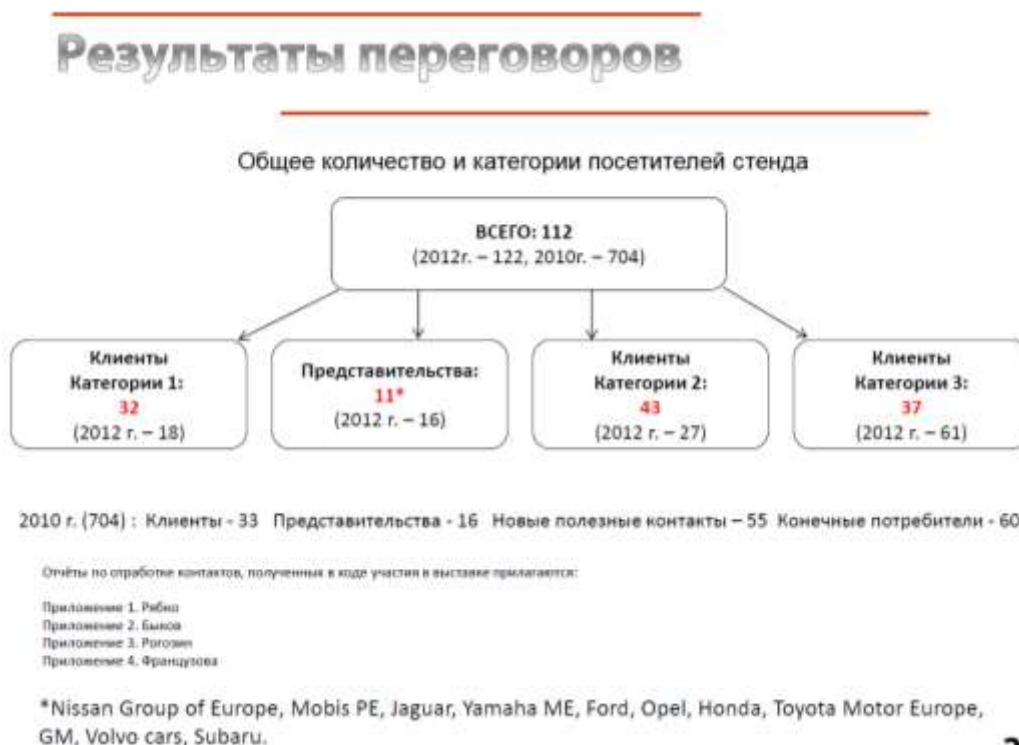 Результаты переговоров
Общее количество и категории посетителей стенда
ВСЕГО: 112
(2012г. – 122, 2010г. – 704)
Клиенты
Категории 1:
32
(2012 г. – 18)
Представительства:
11*
(2012 г. – 16)
Клиенты
Категории 2:
43
(2012 г. – 27)
Клиенты
Категории 3:
37
(2012 г. – 61)
2010 г. (704) : Клиенты - 33 Представительства - 16 Новые полезные контакты – 55 Конечные потребители - 60
Отчёты по отработке контактов, полученных в ходе участия в выставке прилагаются:
Приложение 1. Рябко
Приложение 2. Быков
Приложение 3. Рогозин
Приложение 4. Французова
*Nissan Group of Europe, Mobis PE, Jaguar, Yamaha ME, Ford, Opel, Honda, Toyota Motor Europe,
GM, Volvo cars, Subaru.